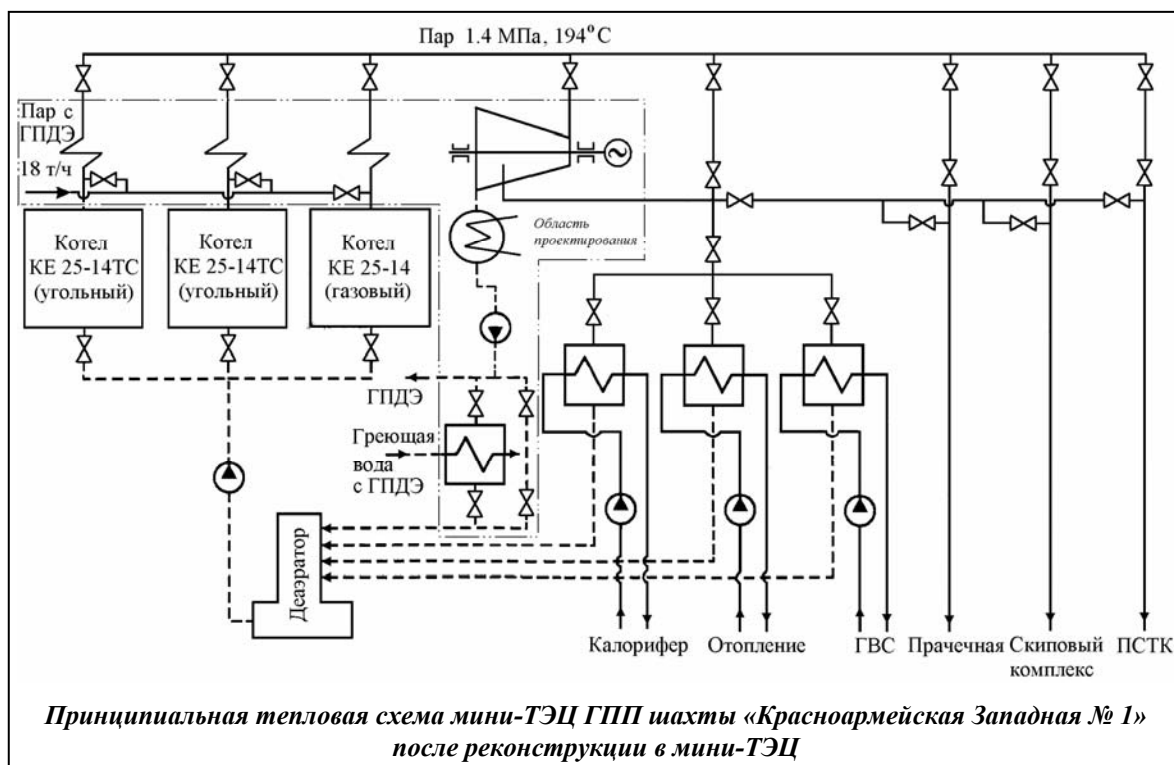 Пар 1.4 МПа, 194°С
Пар с
ГПДЭ
18 т/ч
Область
проектирования
Котел
КЕ 25-14ТС
(угольный)
Котел
КЕ 25-14ТС
(угольный)
Котел
КЕ 25-14
(газовый)
ГПДЭ
Греющая
вода
с ГПДЭ
Деаэратор
Калорифер
Отопление
ГВС
Прачечная
Скиповый
комплекс
ПСТК
Принципиальная тепловая схема мини-ТЭЦ ГПП шахты «Красноармейская Западная № 1»
после реконструкции в мини-ТЭЦ